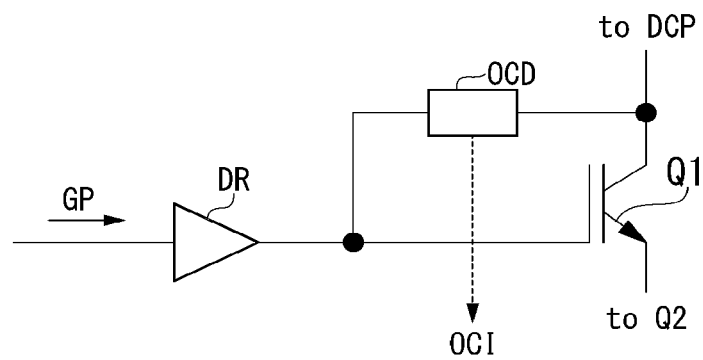 to DCP
OCD
Q1
DR
GP
to Q2
OCI